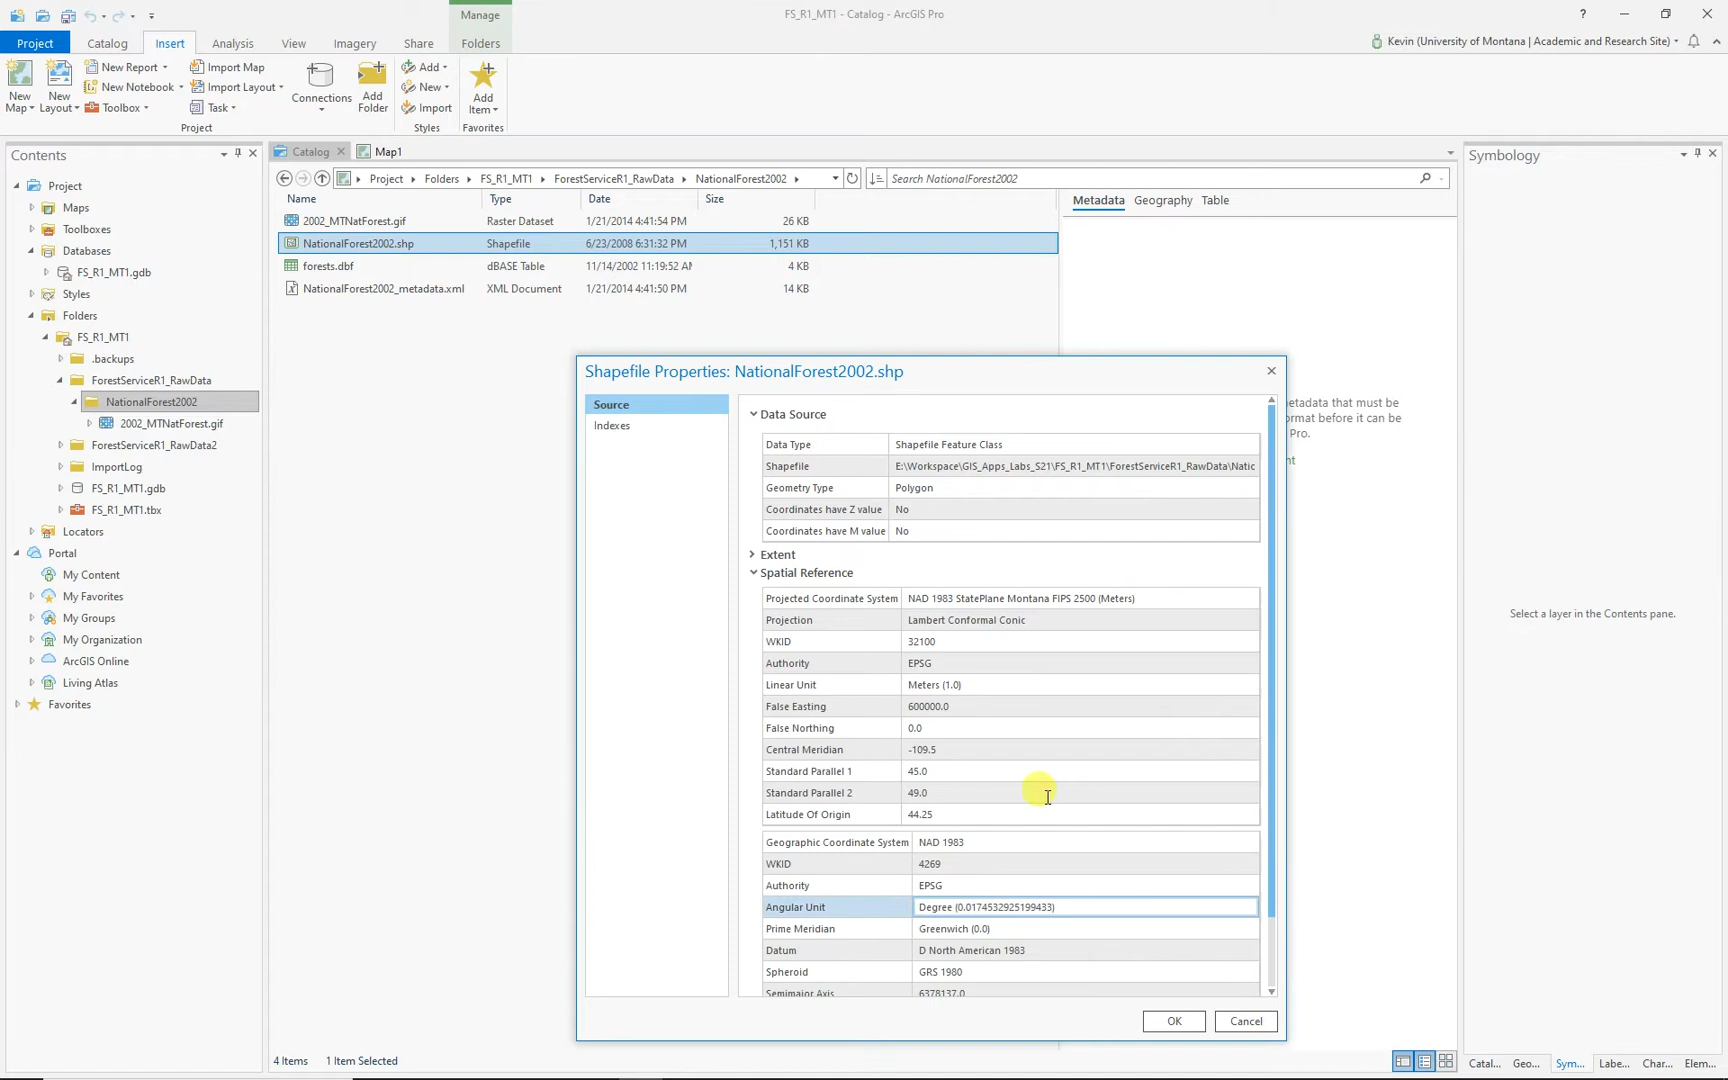 FS_R1_MT1 - Catalog - ArcGIS Pro
?
Manage
Project Catalog Insert Analysis View Imagery Share Folders
Kevin (University of Montana | Academic and Research Site)
New Map
New Layout
New Report
New Notebook
Toolbox
Import Map
Import Layout
Task
Connections
Add Folder
Add
New
Import
Add Item
Project
Styles
Favorites
Contents
Project
Maps
Toolboxes
Databases
FS_R1_MT1.gdb
Styles
Folders
FS_R1_MT1
.backups
ForestServiceR1_RawData
NationalForest2002
2002_MTNatForest.gif
ForestServiceR1_RawData2
ImportLog
FS_R1_MT1.gdb
FS_R1_MT1.tbx
Locators
Portal
My Content
My Favorites
My Groups
My Organization
ArcGIS Online
Living Atlas
Favorites
Catalog Map1
Project Folders FS_R1_MT1 ForestServiceR1_RawData NationalForest2002
Search NationalForest2002
Name Type Date Size
2002_MTNatForest.gif Raster Dataset 1/21/2014 4:41:54 PM 26 KB
NationalForest2002.shp Shapefile 6/23/2008 6:31:32 PM 1,151 KB
forests.dbf dBASE Table 11/14/2002 11:19:52 AM 4 KB
NationalForest2002_metadata.xml XML Document 1/21/2014 4:41:50 PM 14 KB
Metadata Geography Table
etadata that must be
ormat before it can be
Pro.
ent
Shapefile Properties: NationalForest2002.shp
Source
Indexes
Data Source
Data Type Shapefile Feature Class
Shapefile E:\Workspace\GIS_Apps_Labs_S21\FS_R1_MT1\ForestServiceR1_RawData\Natic
Geometry Type Polygon
Coordinates have Z value No
Coordinates have M value No
Extent
Spatial Reference
Projected Coordinate System NAD 1983 StatePlane Montana FIPS 2500 (Meters)
Projection Lambert Conformal Conic
WKID 32100
Authority EPSG
Linear Unit Meters (1.0)
False Easting 600000.0
False Northing 0.0
Central Meridian -109.5
Standard Parallel 1 45.0
Standard Parallel 2 49.0
Latitude Of Origin 44.25
Geographic Coordinate System NAD 1983
WKID 4269
Authority EPSG
Angular Unit Degree (0.0174532925199433)
Prime Meridian Greenwich (0.0)
Datum D North American 1983
Spheroid GRS 1980
Semimajor Axis 6378137.0
OK Cancel
Symbology
Select a layer in the Contents pane.
4 Items 1 Item Selected
Catal... Geo... Sym... Labe... Char... Elem...